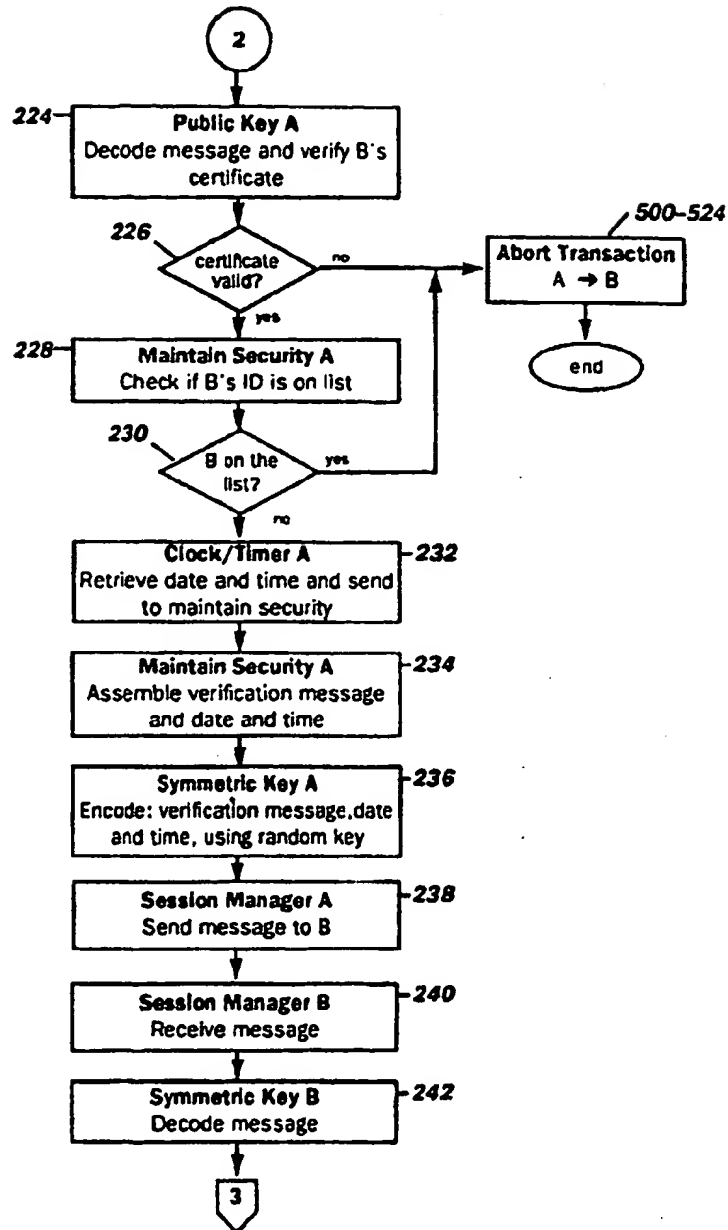 2
224
Public Key A
Decode message and verify B's
certificate
226
certificate
valid?
no
yes
500-524
Abort Transaction
A → B
end
228
Maintain Security A
Check if B's ID is on list
230
B on the
list?
yes
no
Clock/Timer A
Retrieve date and time and send
to maintain security
232
Maintain Security A
Assemble verification message
and date and time
234
Symmetric Key A
Encode: verification message,date
and time, using random key
236
Session Manager A
Send message to B
238
Session Manager B
Receive message
240
Symmetric Key B
Decode message
242
3